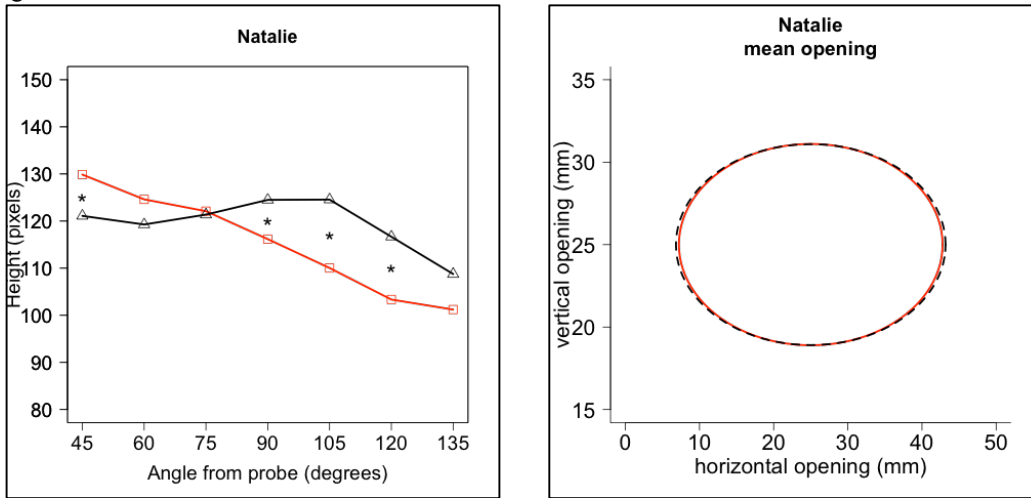 Natalie
150
140
130
120
110
100
90
80
Height (pixels)
*
*
*
*
45 60 75 90 105 120 135
Angle from probe (degrees)
Natalie
mean opening
35
30
25
20
15
vertical opening (mm)
0 10 20 30 40 50
horizontal opening (mm)